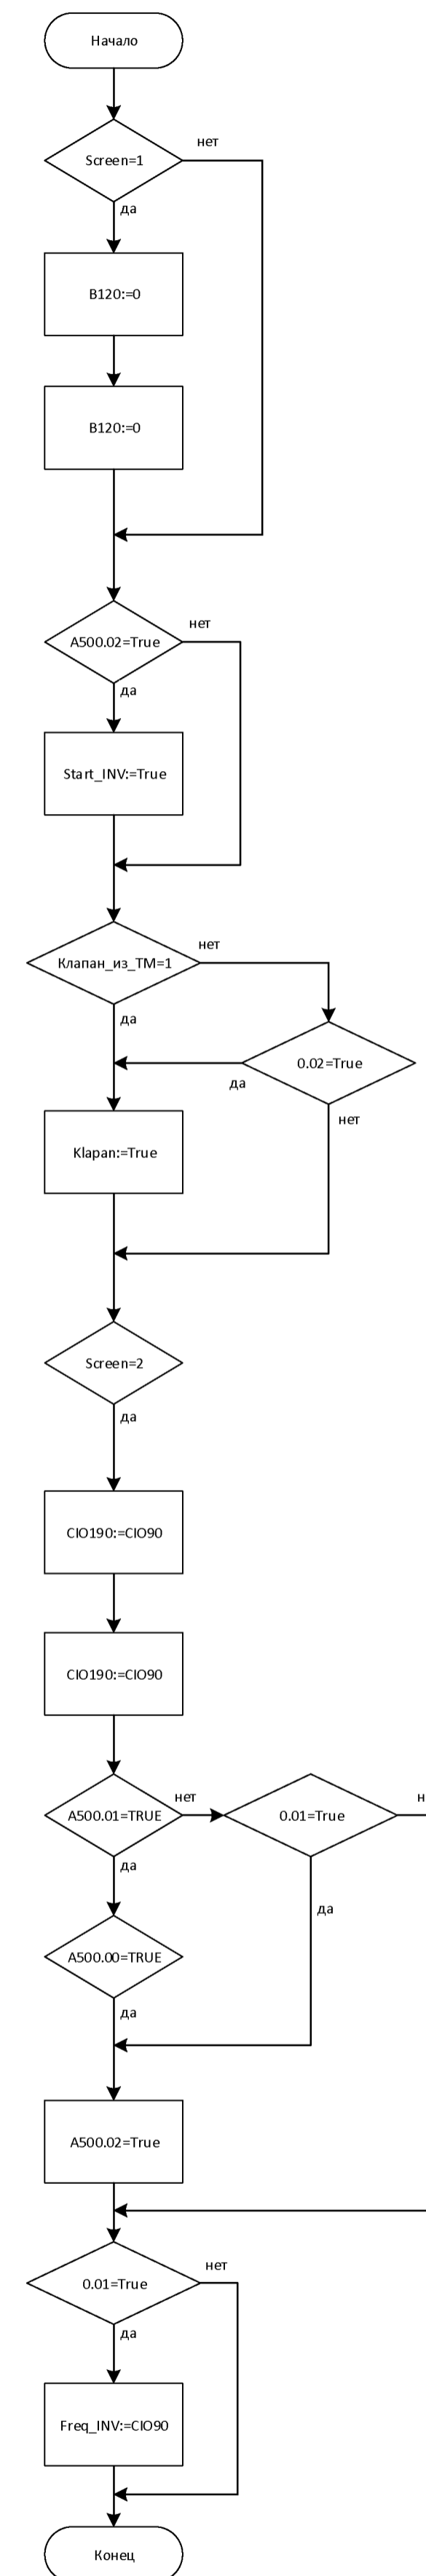 Начало
Screen=1
нет
да
B120:=0
B120:=0
A500.02=True
нет
да
Start_INV:=True
Клапан_из_ТМ=1
нет
да
0.02=True
да
нет
Klapan:=True
Screen=2
да
CIO190:=CIO90
CIO190:=CIO90
A500.01=TRUE
нет
0.01=True
н
да
да
A500.00=TRUE
да
A500.02=True
0.01=True
нет
да
Freq_INV:=CIO90
Конец